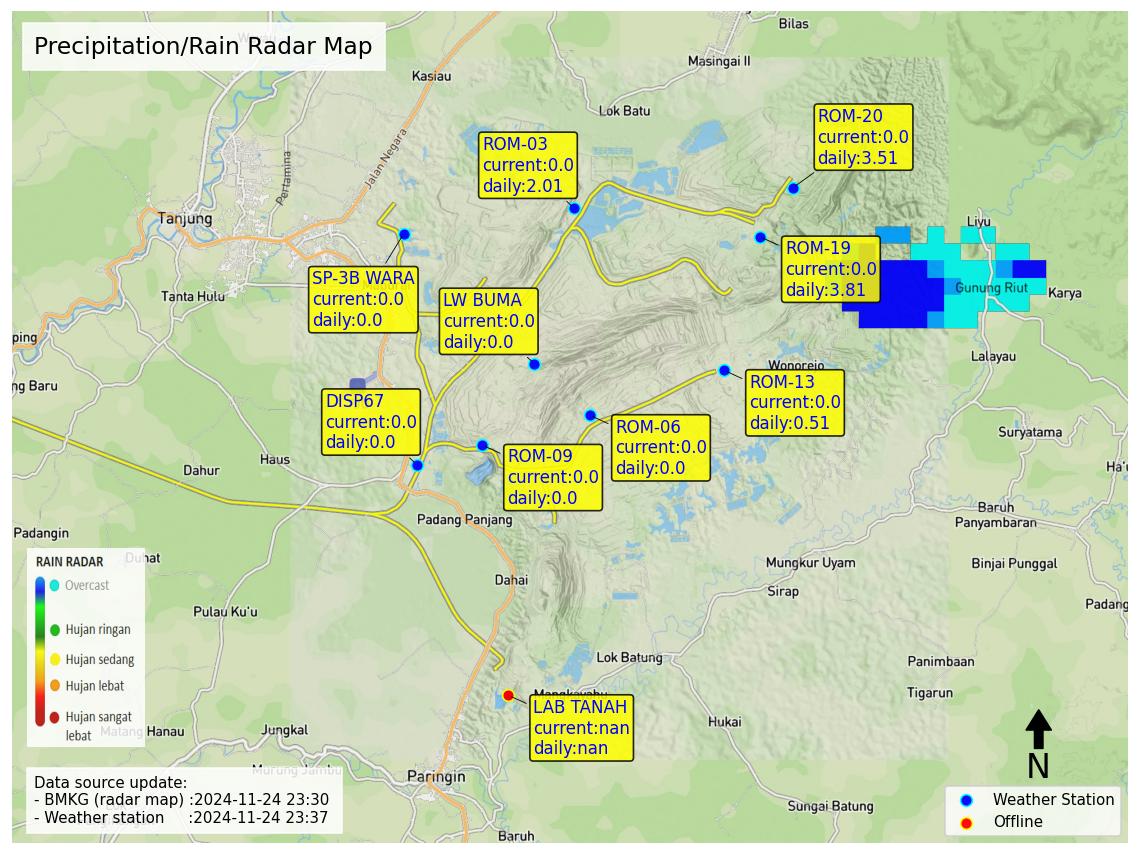 Precipitation/Rain Radar Map
Bilas
Masingai II
Kasiau
Lok Batu
Jalan Negara
Pertamina
Tanjung
Tanta Hulu
ROM-20
current:0.0
daily:3.51
ROM-03
current:0.0
daily:2.01
ROM-19
current:0.0
daily:3.81
Liyu
Gunung Riut
Karya
SP-3B WARA
current:0.0
daily:0.0
LW BUMA
current:0.0
daily:0.0
ping
ng Baru
Lalayau
Wonorejo
ROM-13
current:0.0
daily:0.51
DISP67
current:0.0
daily:0.0
ROM-06
current:0.0
daily:0.0
ROM-09
current:0.0
daily:0.0
Suryatama
Haus
Dahur
Ha'u
Padang Panjang
Baruh
Panyambaran
Padangin
Duhat
Dahai
Mungkur Uyam
Binjai Punggal
Sirap
Padang
Pulau Ku'u
RAIN RADAR
Overcast
Hujan ringan
Hujan sedang
Hujan lebat
Hujan sangat
lebat
Lok Batung
Panimbaan
Tigarun
Mangkayahu
LAB TANAH
current:nan
daily:nan
Matang Hanau
Jungkal
Hukai
Murung Jambu
Paringin
Sungai Batung
Baruh
Data source update:
- BMKG (radar map) :2024-11-24 23:30
- Weather station :2024-11-24 23:37
N
Weather Station
Offline